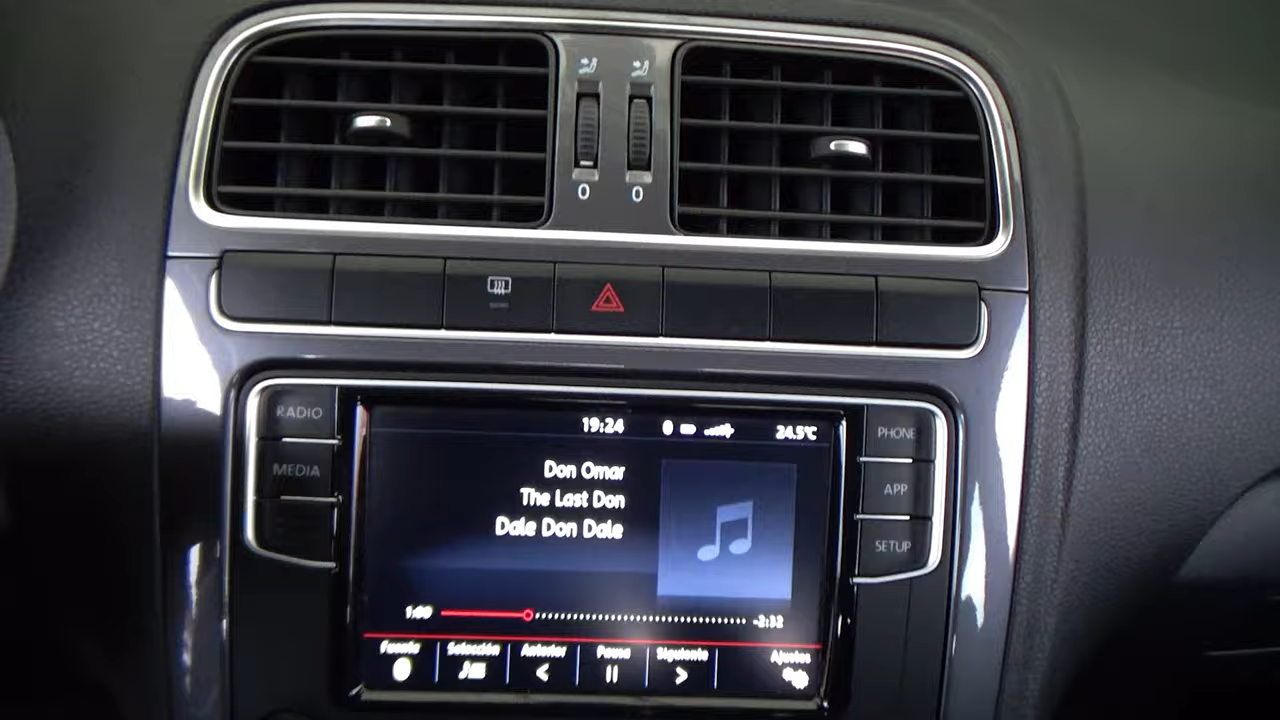 0 0
RADIO
MEDIA
PHONE
APP
SETUP
19:24 24.5°C
Don Omar
The Last Don
Dale Don Dale
1:00 -2:32
Fuente Selección Anterior Pausa Siguiente Ajustes